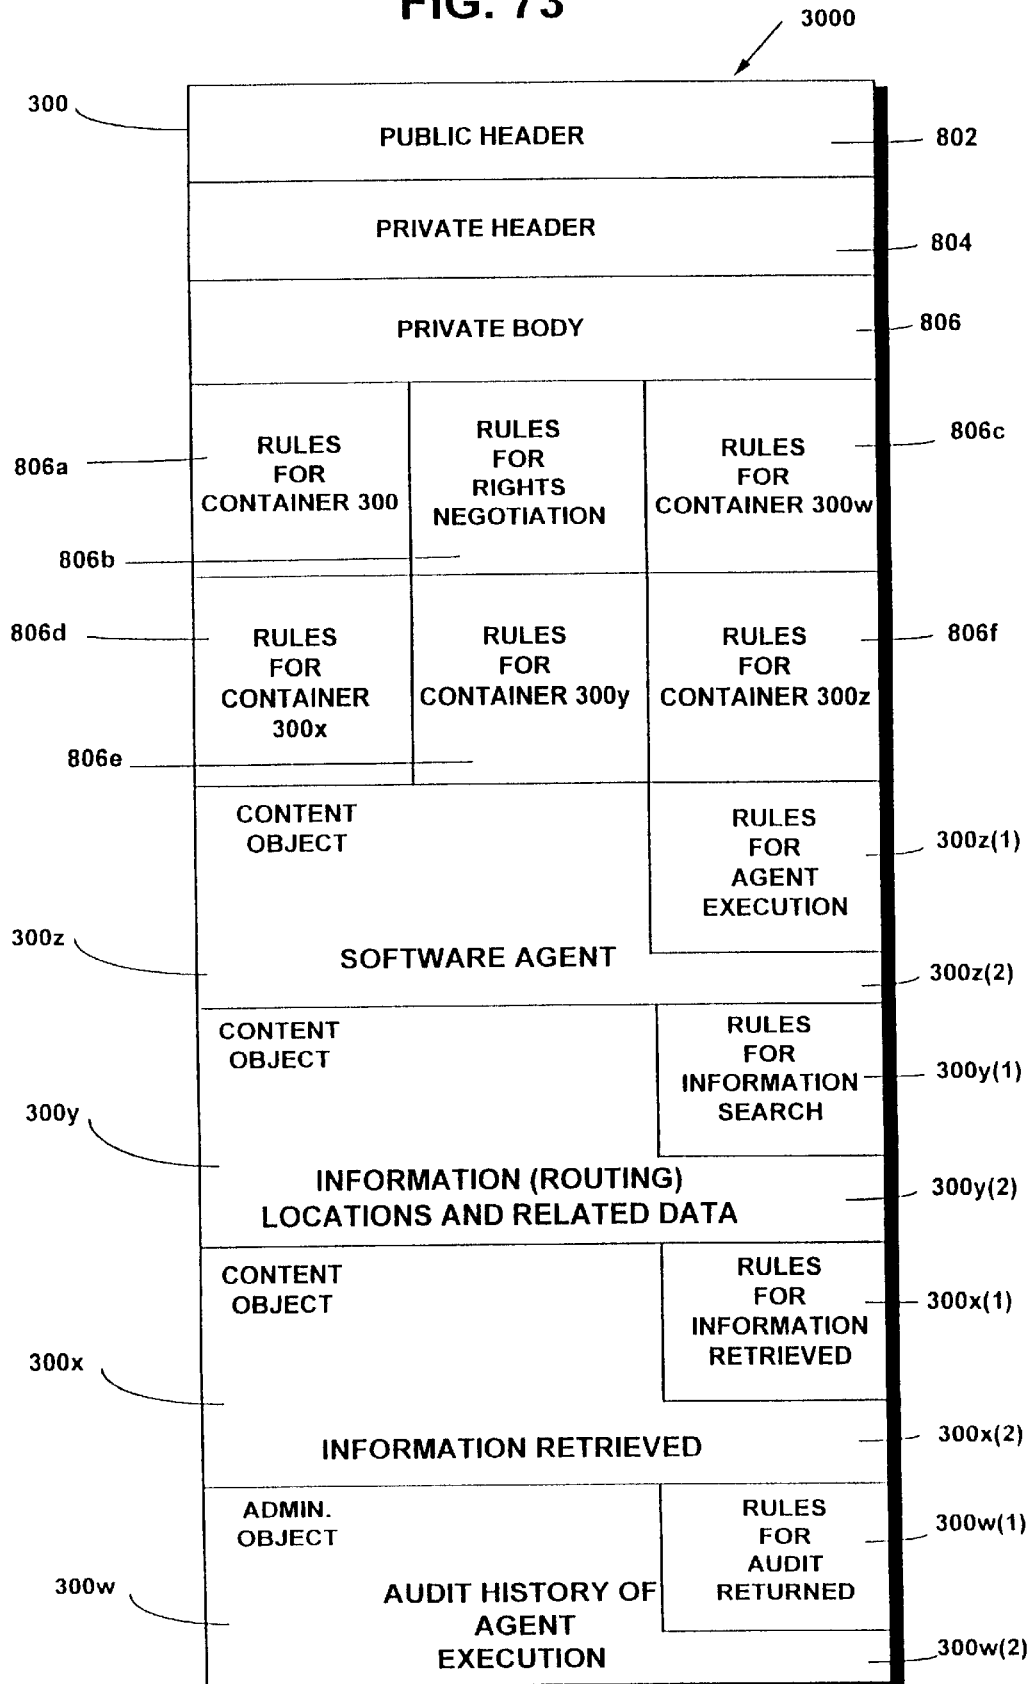 FIG. 73
3000
300
PUBLIC HEADER
802
PRIVATE HEADER
804
PRIVATE BODY
806
806a
RULES
FOR
CONTAINER 300
RULES
FOR
RIGHTS
NEGOTIATION
RULES
FOR
CONTAINER 300w
806c
806b
806d
RULES
FOR
CONTAINER
300x
RULES
FOR
CONTAINER 300y
RULES
FOR
CONTAINER 300z
806f
806e
CONTENT
OBJECT
RULES
FOR
AGENT
EXECUTION
300z(1)
300z
SOFTWARE AGENT
300z(2)
CONTENT
OBJECT
RULES
FOR
INFORMATION
SEARCH
300y(1)
300y
INFORMATION (ROUTING)
LOCATIONS AND RELATED DATA
300y(2)
CONTENT
OBJECT
RULES
FOR
INFORMATION
RETRIEVED
300x(1)
300x
INFORMATION RETRIEVED
300x(2)
ADMIN.
OBJECT
RULES
FOR
AUDIT
RETURNED
300w(1)
300w
AUDIT HISTORY OF
AGENT
EXECUTION
300w(2)